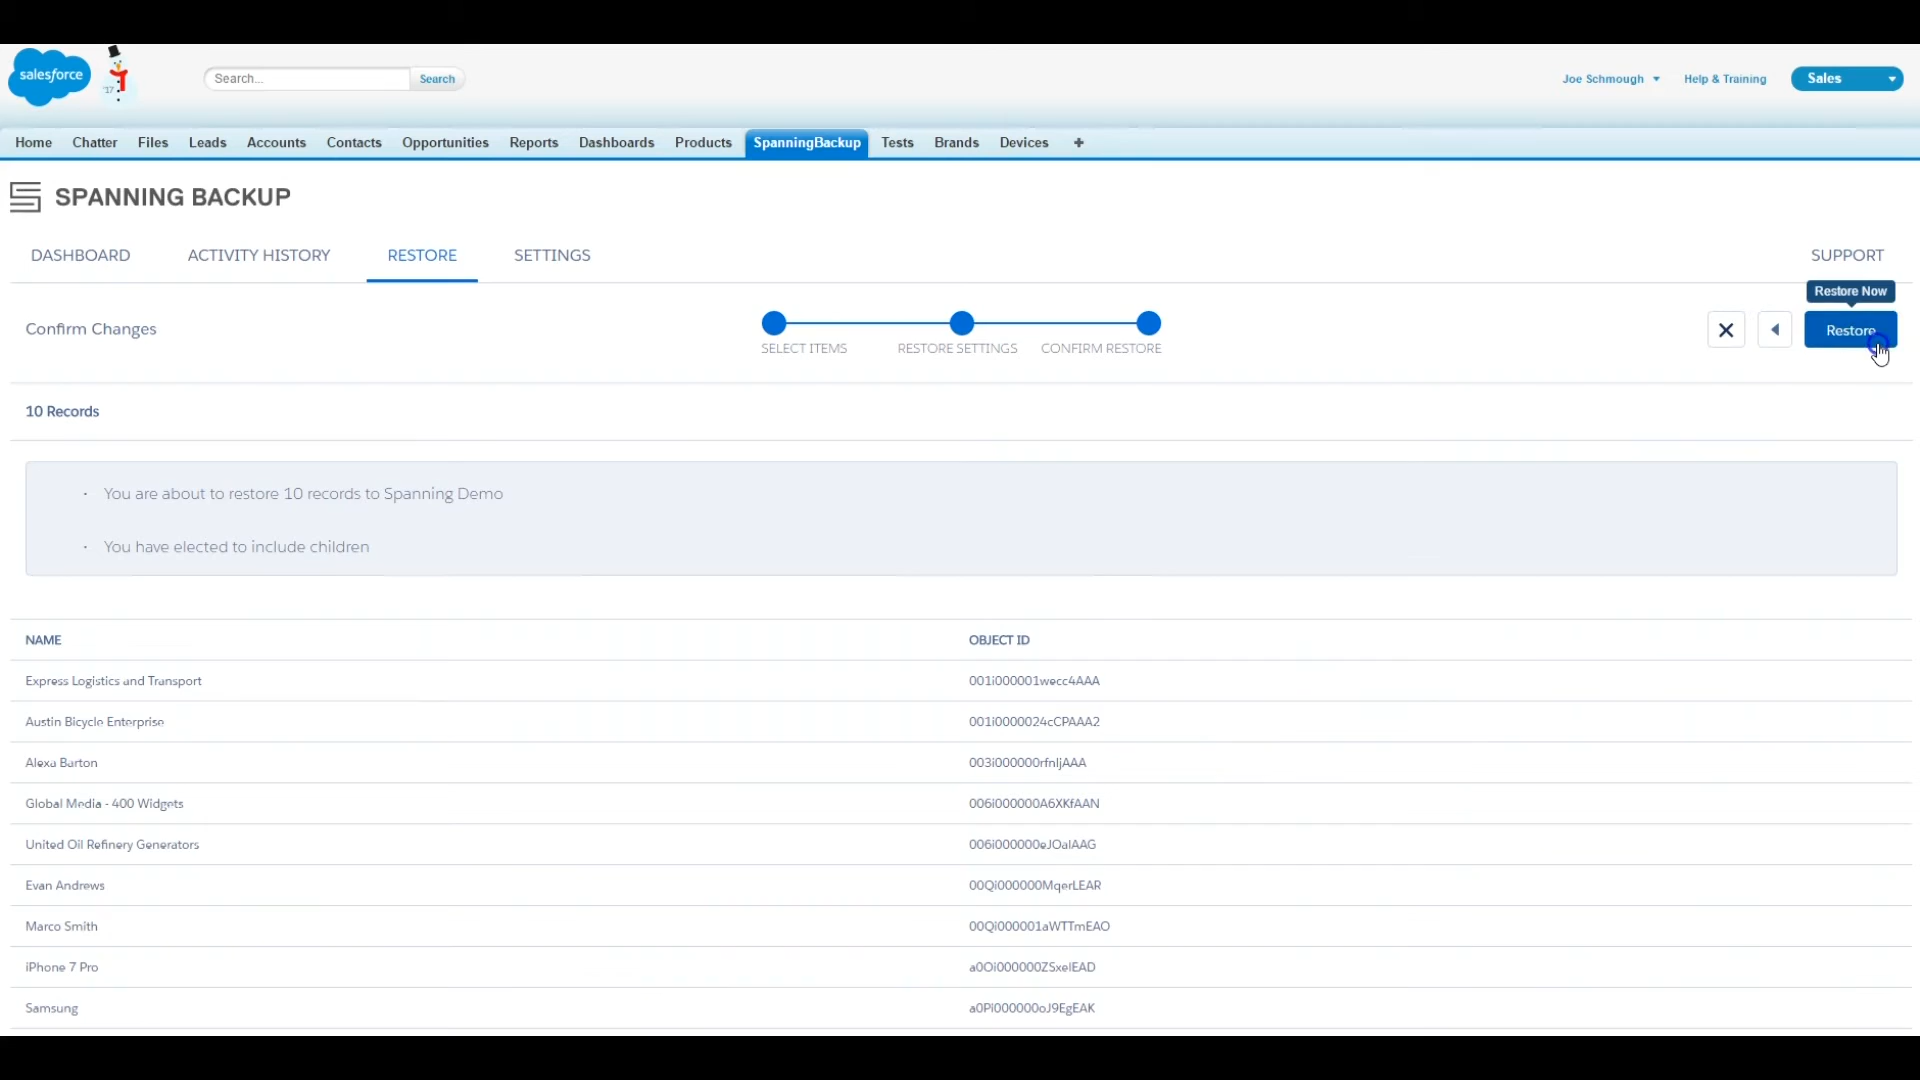 salesforce
'17
Search...
Search
Joe Schmough
Help & Training
Sales
Home Chatter Files Leads Accounts Contacts Opportunities Reports Dashboards Products SpanningBackup Tests Brands Devices +
SPANNING BACKUP
DASHBOARD ACTIVITY HISTORY RESTORE SETTINGS SUPPORT
Restore Now
Confirm Changes
Restore
SELECT ITEMS RESTORE SETTINGS CONFIRM RESTORE
10 Records
· You are about to restore 10 records to Spanning Demo
· You have elected to include children
NAME OBJECT ID
Express Logistics and Transport 001i000001wecc4AAA
Austin Bicycle Enterprise 001i0000024cCPAAA2
Alexa Barton 003i000000rfnljAAA
Global Media - 400 Widgets 006i000000A6XKfAAN
United Oil Refinery Generators 006i000000eJOalAAG
Evan Andrews 00Qi000000MqerLEAR
Marco Smith 00Qi000001aWTTmEAO
iPhone 7 Pro a0Oi000000ZSxelEAD
Samsung a0Pi000000oJ9EgEAK